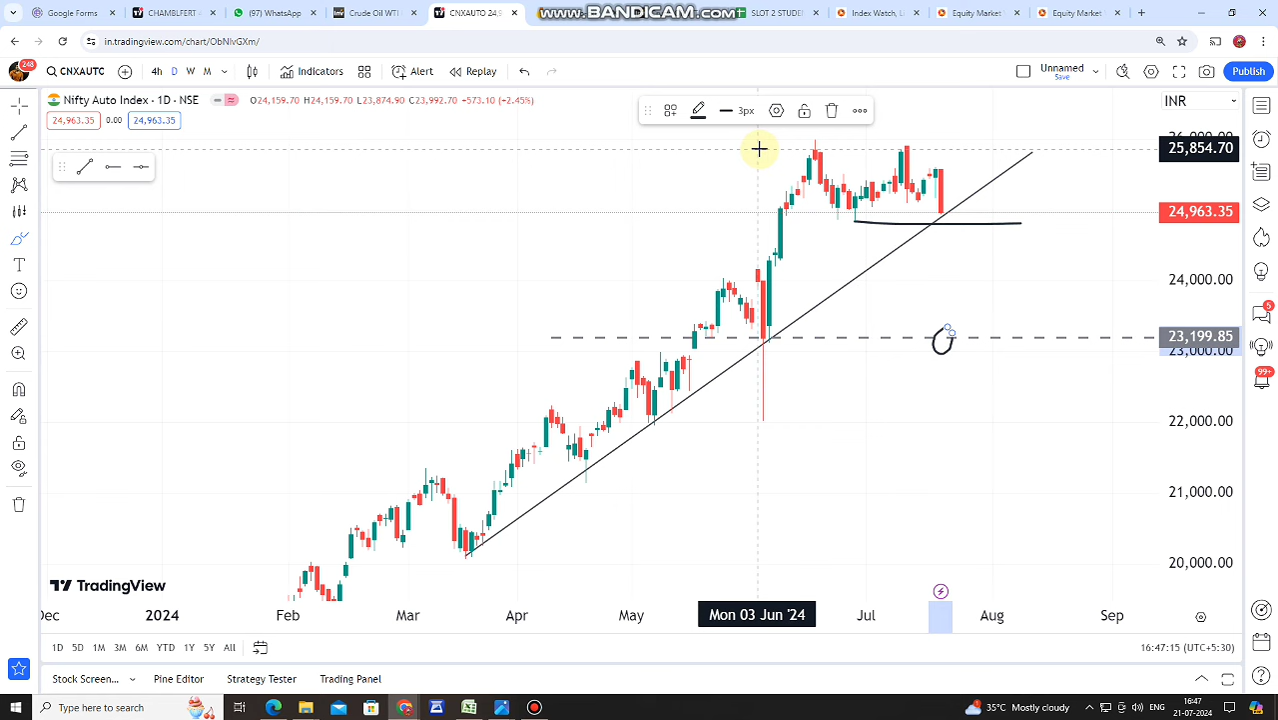 Google Forms
CHAMBLFERT
(97) WhatsApp
Crude Oil WTI
CNXAUTO 24,9
www.BANDICAM.com
SLOT 2 STUDE
Index Watch, L
Equity Market
Equity Market
in.tradingview.com/chart/ObNlvGXm/
248
CNXAUTO
4h D W M
Indicators
Alert
Replay
Unnamed
Save
Publish
Nifty Auto Index · 1D · NSE
O24,159.70 H24,159.70 L23,874.90 C23,992.70 +573.10 (+2.45%)
24,963.35 0.00 24,963.35
3px
INR
26,000.00
25,854.70
24,963.35
24,000.00
23,199.85
23,000.00
22,000.00
21,000.00
20,000.00
5
99+
TradingView
Dec 2024 Feb Mar Apr May Mon 03 Jun '24 Jul Aug Sep
1D 5D 1M 3M 6M YTD 1Y 5Y All
16:47:15 (UTC+5:30)
Stock Screen...
Pine Editor
Strategy Tester
Trading Panel
Type here to search
35°C Mostly cloudy
ENG
16:47
21-07-2024